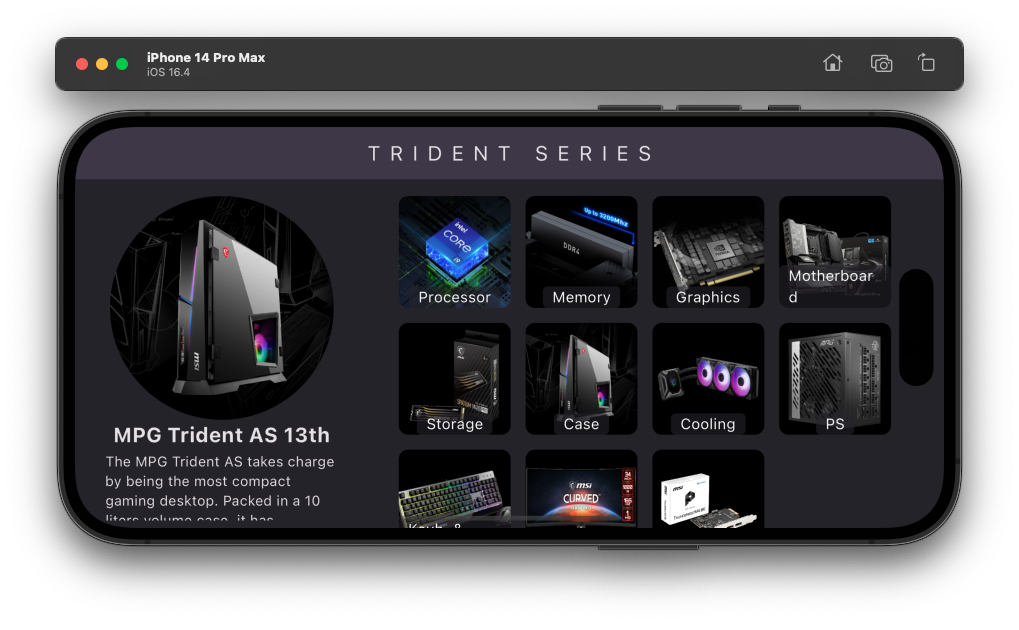 iPhone 14 Pro Max
iOS 16.4
TRIDENT SERIES
intel
CORE
i9
Processor
Up to 3200Mhz
DDR4
Memory
Graphics
Motherboar
d
msi
MPG Trident AS 13th
The MPG Trident AS takes charge
by being the most compact
gaming desktop. Packed in a 10
liters volume case, it has
Storage
Case
Cooling
PS
msi
CURVED
msi